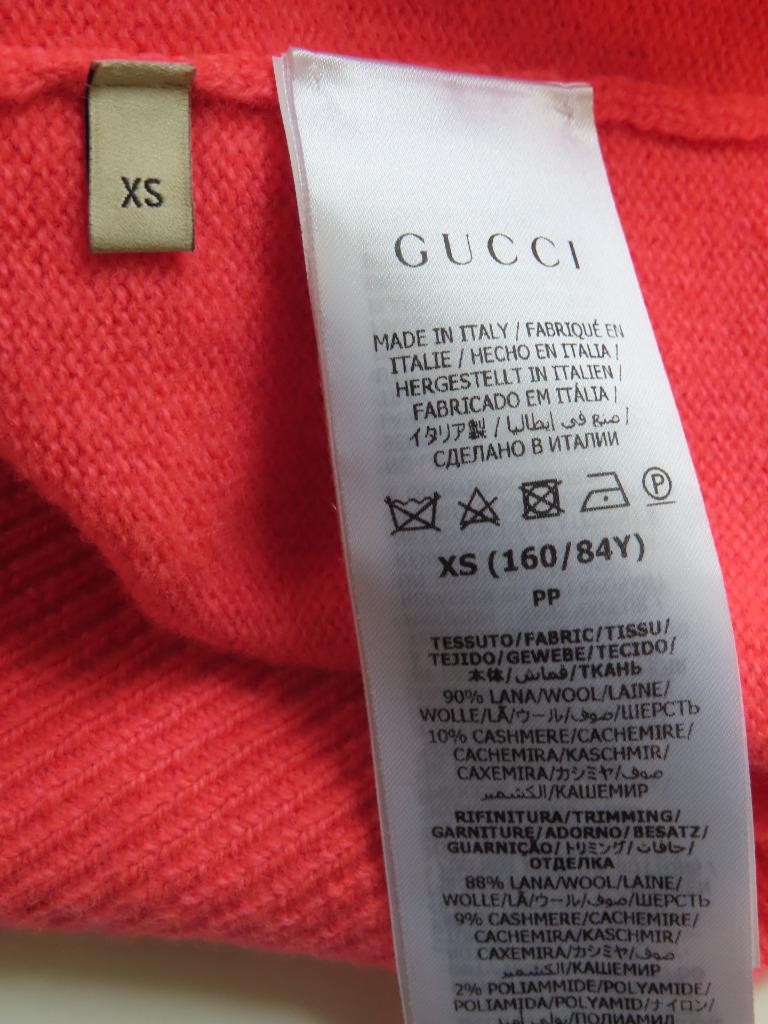 XS
GUCCI
MADE IN ITALY / FABRIQUÉ EN
ITALIE / HECHO EN ITALIA /
HERGESTELLT IN ITALIEN /
FABRICADO EM ITÁLIA /
イタリア製 / صنع في إيطاليا /
СДЕЛАНО В ИТАЛИИ
P
XS (160/84Y)
PP
TESSUTO/FABRIC/TISSU/
TEJIDO/GEWEBE/TECIDO/
本体/قماش/ТКАНЬ
90% LANA/WOOL/LAINE/
WOLLE/LÃ/ウール/صوف/ШЕРСТЬ
10% CASHMERE/CACHEMIRE/
CACHEMIRA/KASCHMIR/
CAXEMIRA/カシミヤ/صوف
الكشمير/КАШЕМИР
RIFINITURA/TRIMMING/
GARNITURE/ADORNO/BESATZ/
GUARNIÇÃO/トリミング/حافات/
ОТДЕЛКА
88% LANA/WOOL/LAINE/
WOLLE/LÃ/ウール/صوف/ШЕРСТЬ
9% CASHMERE/CACHEMIRE/
CACHEMIRA/KASCHMIR/
CAXEMIRA/カシミヤ/صوف
الكشمير/КАШЕМИР
2% POLIAMMIDE/POLYAMIDE/
POLIAMIDA/POLYAMID/ナイロン/
بولي أميد/ПОЛИАМИД